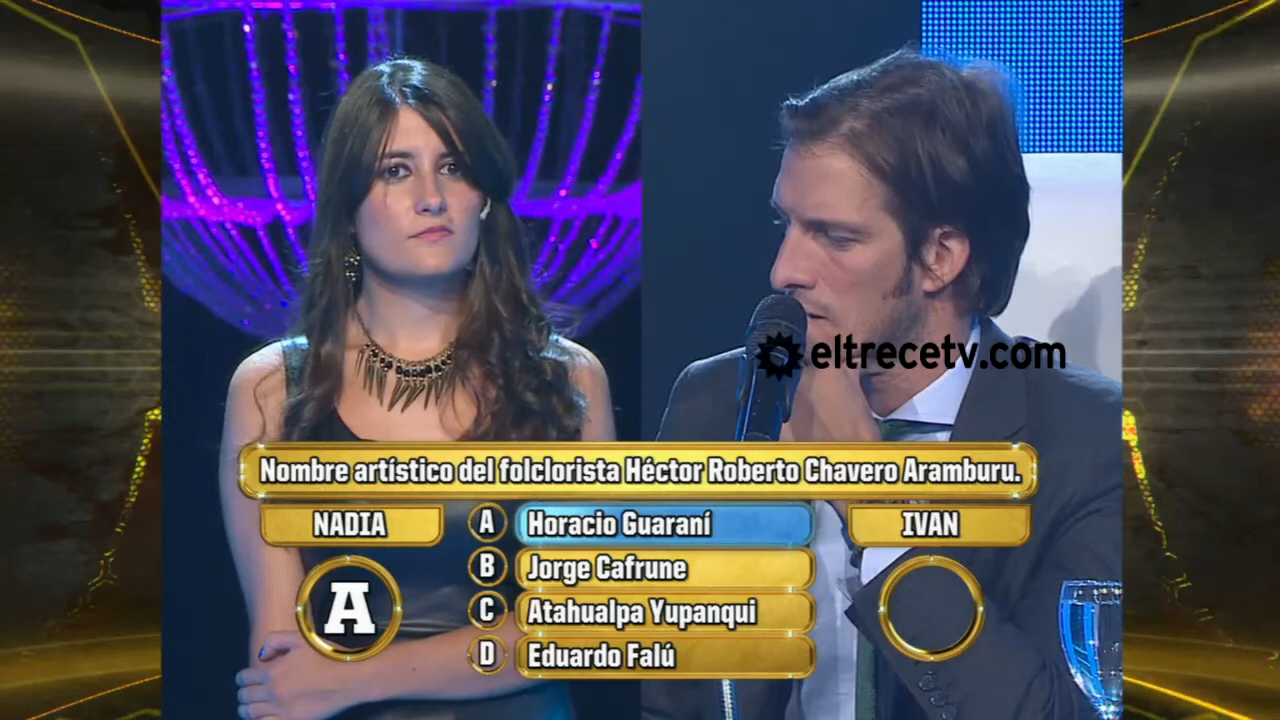 eltrecetv.com
Nombre artístico del folclorista Héctor Roberto Chavero Aramburu.
NADIA
A Horacio Guaraní
IVAN
B Jorge Cafrune
A
C Atahualpa Yupanqui
D Eduardo Falú